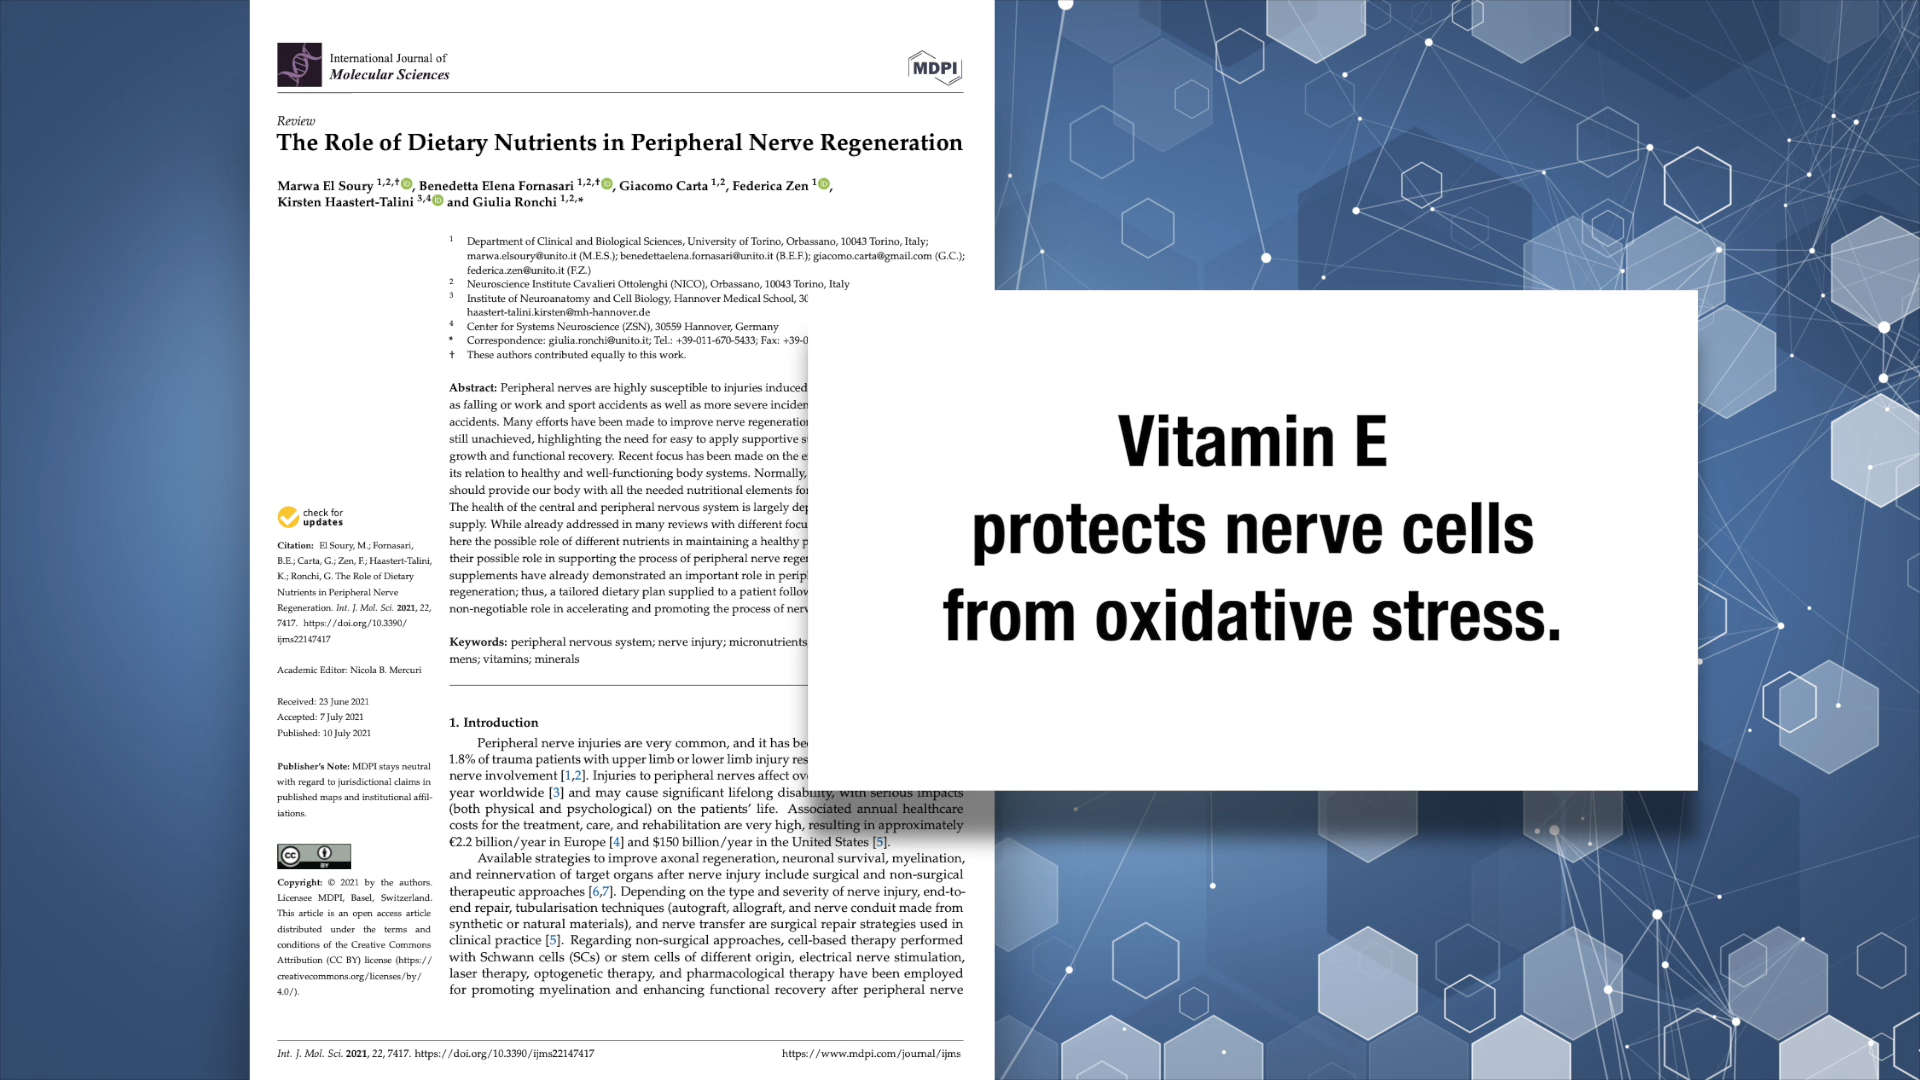 International Journal of
Molecular Sciences
MDPI
Review
The Role of Dietary Nutrients in Peripheral Nerve Regeneration
Marwa El Soury 1,2,†, Benedetta Elena Fornasari 1,2,†, Giacomo Carta 1,2, Federica Zen 1,
Kirsten Haastert-Talini 3,4 and Giulia Ronchi 1,2,*
1 Department of Clinical and Biological Sciences, University of Torino, Orbassano, 10043 Torino, Italy;
marwa.elsoury@unito.it (M.E.S.); benedettaelena.fornasari@unito.it (B.E.F.); giacomo.carta@gmail.com (G.C.);
federica.zen@unito.it (F.Z.)
2 Neuroscience Institute Cavalieri Ottolenghi (NICO), Orbassano, 10043 Torino, Italy
3 Institute of Neuroanatomy and Cell Biology, Hannover Medical School, 30
haastert-talini.kirsten@mh-hannover.de
4 Center for Systems Neuroscience (ZSN), 30559 Hannover, Germany
* Correspondence: giulia.ronchi@unito.it; Tel.: +39-011-670-5433; Fax: +39-0
† These authors contributed equally to this work.
Abstract: Peripheral nerves are highly susceptible to injuries induced
as falling or work and sport accidents as well as more severe
accidents. Many efforts have been made to improve nerve
still unachieved, highlighting the need for easy to apply supportive
growth and functional recovery. Recent focus has been made on the
its relation to healthy and well-functioning body systems. Normally,
should provide our body with all the needed nutritional elements
The health of the central and peripheral nervous system is largely
supply. While already addressed in many reviews with different
here the possible role of different nutrients in maintaining a healthy
their possible role in supporting the process of peripheral nerve
supplements have already demonstrated an important role in
regeneration; thus, a tailored dietary plan supplied to a patient
non-negotiable role in accelerating and promoting the process of
Keywords: peripheral nervous system; nerve injury; micronutrients
mens; vitamins; minerals
check for
updates
Citation: El Soury, M.; Fornasari,
B.E.; Carta, G.; Zen, F.; Haastert-Talini,
K.; Ronchi, G. The Role of Dietary
Nutrients in Peripheral Nerve
Regeneration. Int. J. Mol. Sci. 2021, 22,
7417. https://doi.org/10.3390/
ijms22147417
Academic Editor: Nicola B. Mercuri
Received: 23 June 2021
Accepted: 7 July 2021
Published: 10 July 2021
Publisher's Note: MDPI stays neutral
with regard to jurisdictional claims in
published maps and institutional affil-
iations.
CC BY
Copyright: © 2021 by the authors.
Licensee MDPI, Basel, Switzerland.
This article is an open access article
distributed under the terms and
conditions of the Creative Commons
Attribution (CC BY) license (https://
creativecommons.org/licenses/by/
4.0/).
1. Introduction
Peripheral nerve injuries are very common, and it has
1.8% of trauma patients with upper limb or lower limb injury
nerve involvement [1,2]. Injuries to peripheral nerves affect
year worldwide [3] and may cause significant lifelong disability, with serious impacts
(both physical and psychological) on the patients' life. Associated annual healthcare
costs for the treatment, care, and rehabilitation are very high, resulting in approximately
€2.2 billion/year in Europe [4] and $150 billion/year in the United States [5].
Available strategies to improve axonal regeneration, neuronal survival, myelination,
and reinnervation of target organs after nerve injury include surgical and non-surgical
therapeutic approaches [6,7]. Depending on the type and severity of nerve injury, end-to-
end repair, tubularisation techniques (autograft, allograft, and nerve conduit made from
synthetic or natural materials), and nerve transfer are surgical repair strategies used in
clinical practice [5]. Regarding non-surgical approaches, cell-based therapy performed
with Schwann cells (SCs) or stem cells of different origin, electrical nerve stimulation,
laser therapy, optogenetic therapy, and pharmacological therapy have been employed
for promoting myelination and enhancing functional recovery after peripheral nerve
Int. J. Mol. Sci. 2021, 22, 7417. https://doi.org/10.3390/ijms22147417
https://www.mdpi.com/journal/ijms
Vitamin E
protects nerve cells
from oxidative stress.